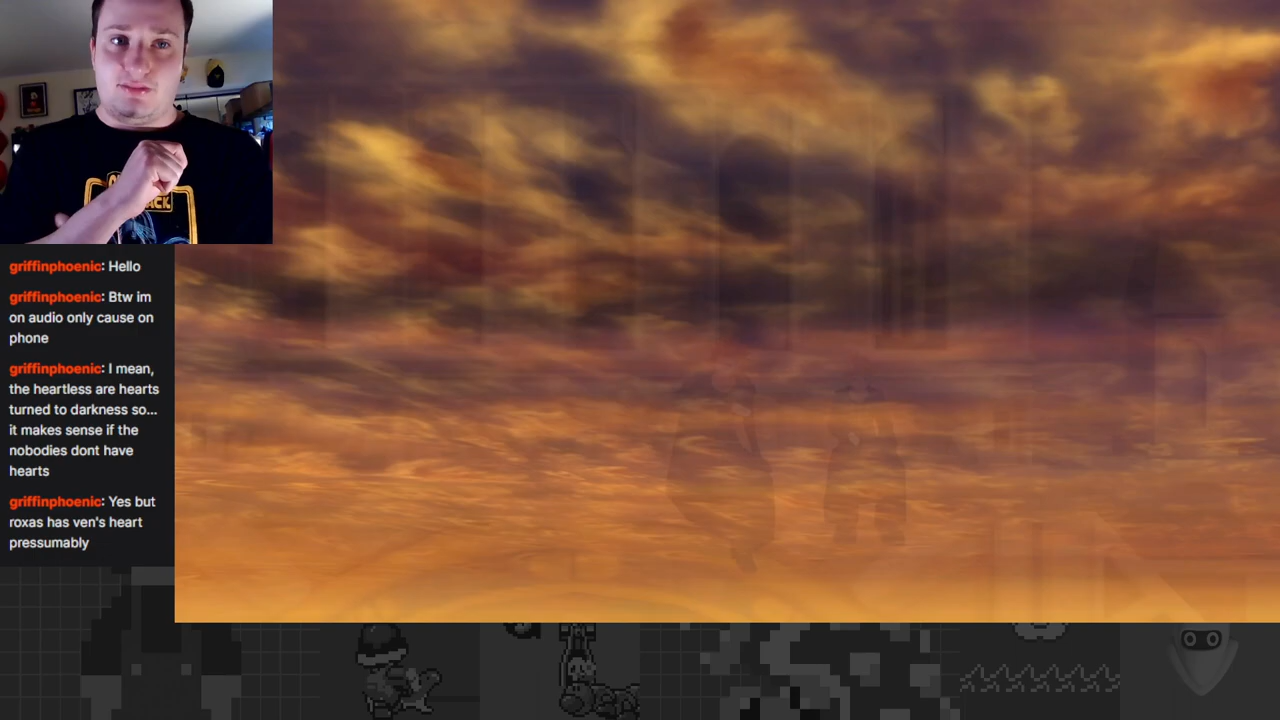 griffinphoenic: Hello
griffinphoenic: Btw im
on audio only cause on
phone
griffinphoenic: I mean,
the heartless are hearts
turned to darkness so...
it makes sense if the
nobodies dont have
hearts
griffinphoenic: Yes but
roxas has ven's heart
pressumably